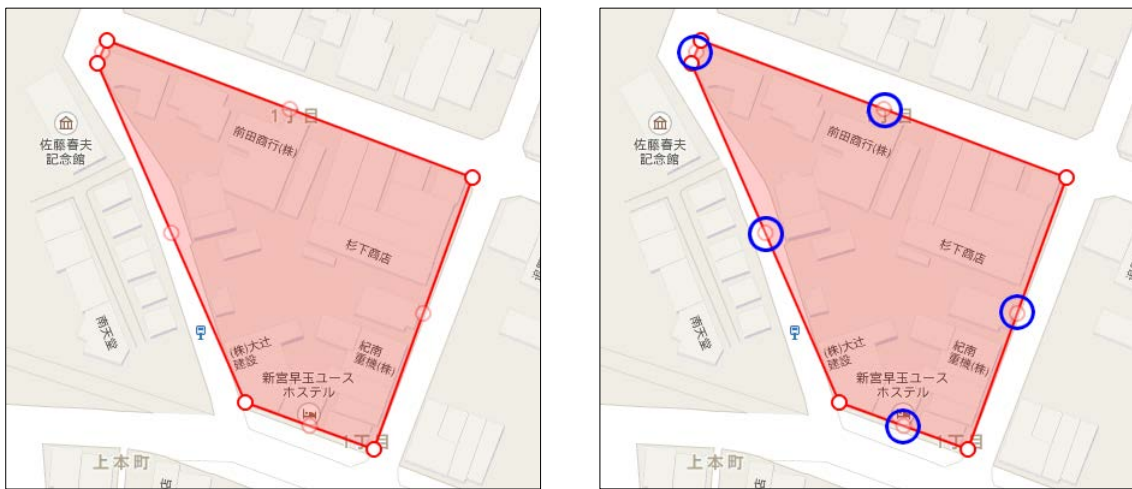 1丁目
前田商行(株)
佐藤春夫
記念館
杉下商店
雨天堂
(株)大辻
建設
紀南
重機(株)
新宮早玉ユース
ホステル
1丁目
上本町
丁目
前田商行(株)
佐藤春夫
記念館
杉下商店
雨天堂
(株)大辻
建設
紀南
重機(株)
新宮早玉ユース
ホステル
1丁目
上本町